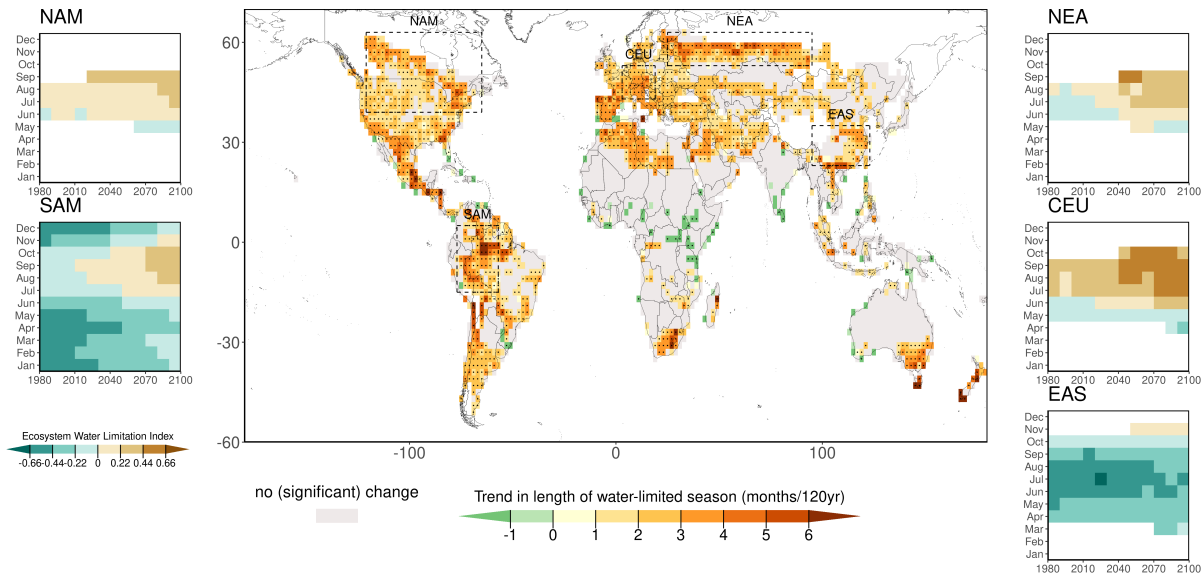 NAM
Dec
Nov
Oct
Sep
Aug
Jul
Jun
May
Apr
Mar
Feb
Jan
1980 2010 2040 2070 2100
SAM
Dec
Nov
Oct
Sep
Aug
Jul
Jun
May
Apr
Mar
Feb
Jan
1980 2010 2040 2070 2100
Ecosystem Water Limitation Index
-0.66 -0.44 -0.22 0 0.22 0.44 0.66
NAM NEA
CEU
EAS
SAM
60
30
0
-30
-60
-100 0 100
no (significant) change
Trend in length of water-limited season (months/120yr)
-1 0 1 2 3 4 5 6
NEA
Dec
Nov
Oct
Sep
Aug
Jul
Jun
May
Apr
Mar
Feb
Jan
1980 2010 2040 2070 2100
CEU
Dec
Nov
Oct
Sep
Aug
Jul
Jun
May
Apr
Mar
Feb
Jan
1980 2010 2040 2070 2100
EAS
Dec
Nov
Oct
Sep
Aug
Jul
Jun
May
Apr
Mar
Feb
Jan
1980 2010 2040 2070 2100